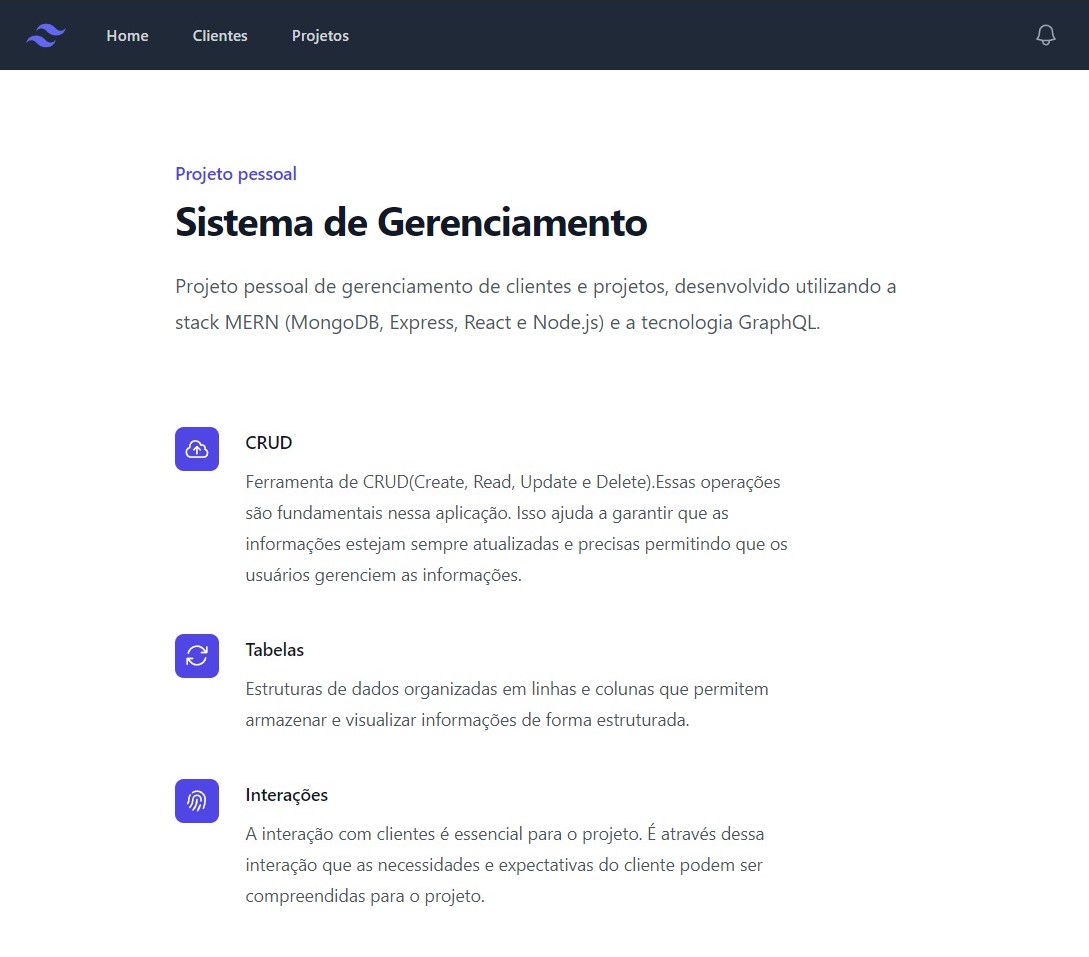 Home Clientes Projetos
Projeto pessoal
Sistema de Gerenciamento
Projeto pessoal de gerenciamento de clientes e projetos, desenvolvido utilizando a
stack MERN (MongoDB, Express, React e Node.js) e a tecnologia GraphQL.
CRUD
Ferramenta de CRUD(Create, Read, Update e Delete).Essas operações
são fundamentais nessa aplicação. Isso ajuda a garantir que as
informações estejam sempre atualizadas e precisas permitindo que os
usuários gerenciem as informações.
Tabelas
Estruturas de dados organizadas em linhas e colunas que permitem
armazenar e visualizar informações de forma estruturada.
Interações
A interação com clientes é essencial para o projeto. É através dessa
interação que as necessidades e expectativas do cliente podem ser
compreendidas para o projeto.